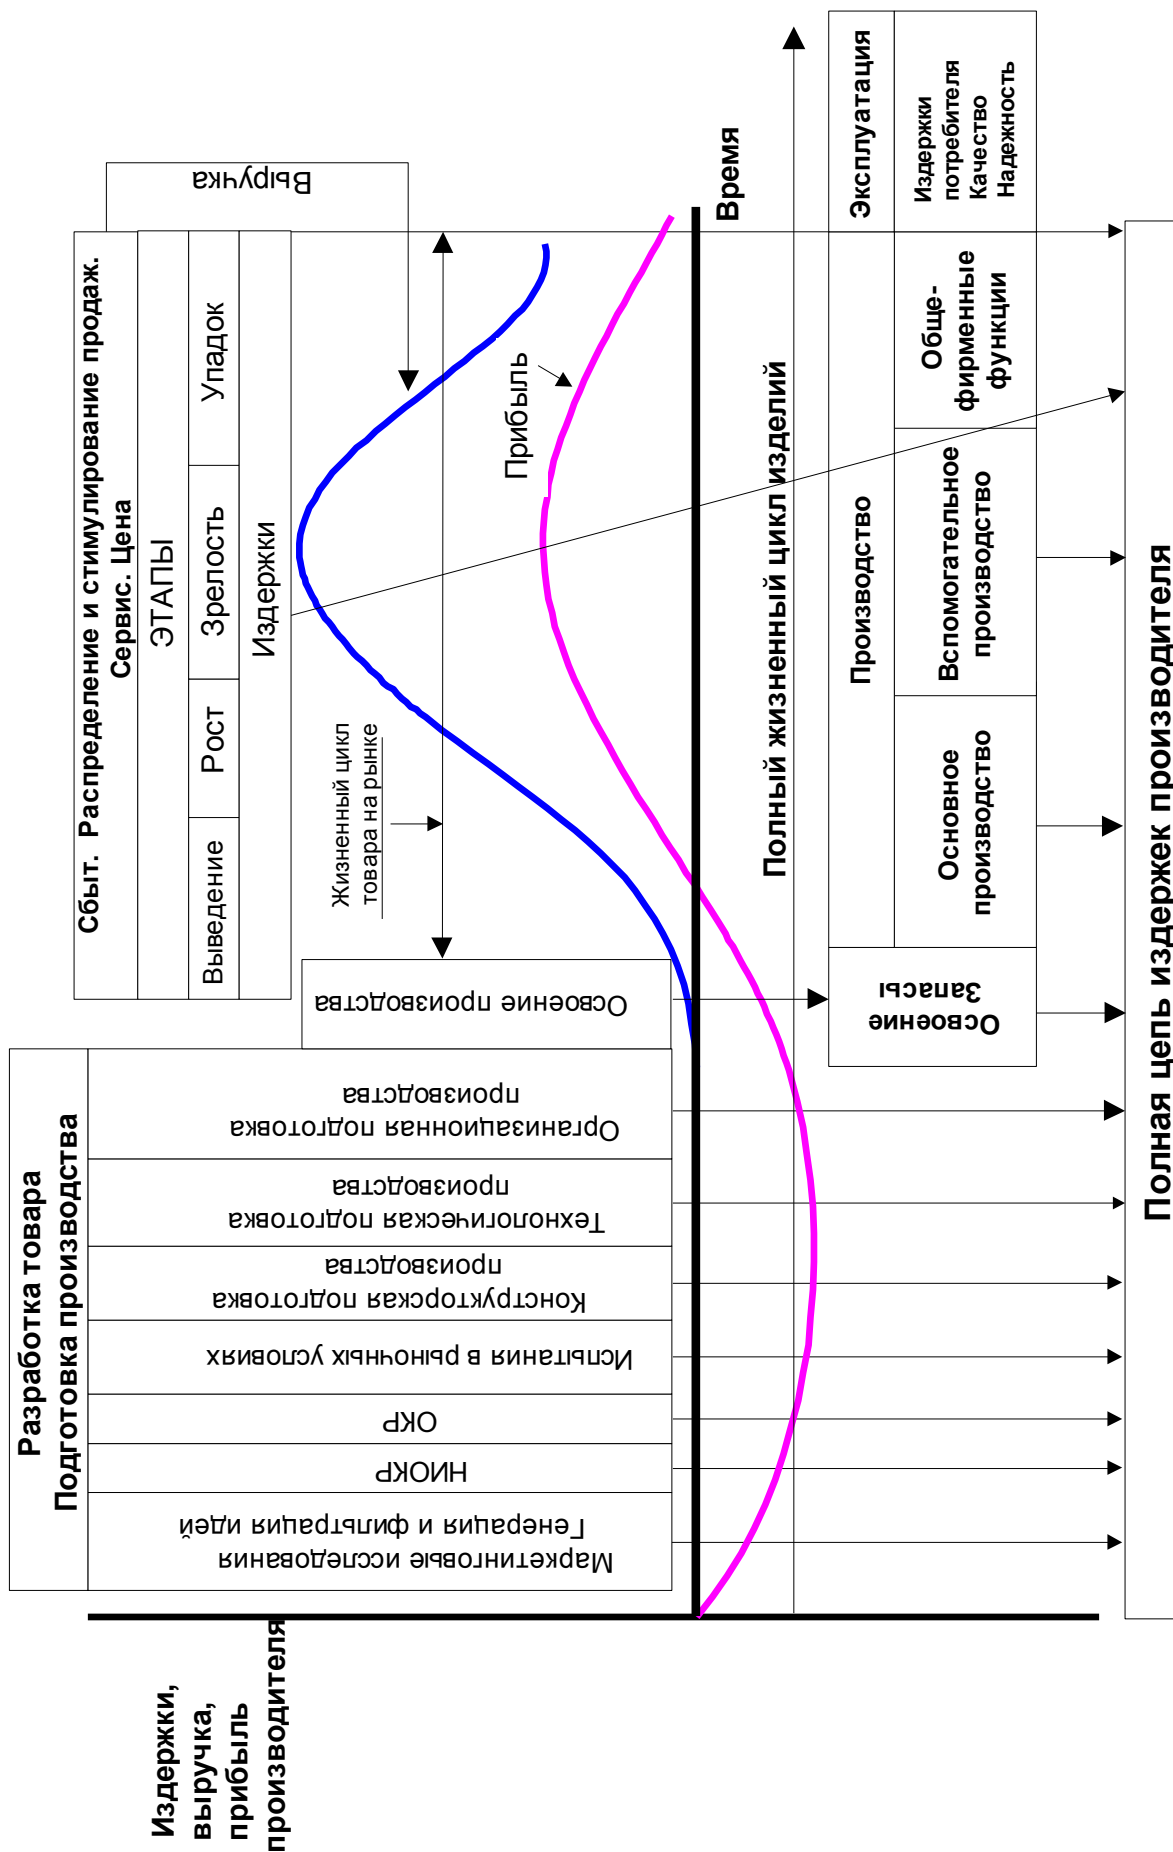 Издержки,
выручка,
прибыль
производителя
Разработка товара
Подготовка производства
Маркетинговые исследования
Генерация и фильтрация идей
НИОКР
ОКР
Испытания в рыночных условиях
Конструкторская подготовка
производства
Технологическая подготовка
производства
Организационная подготовка
производства
Освоение производства
Сбыт. Распределение и стимулирование продаж.
Сервис. Цена
ЭТАПЫ
Выведение
Рост
Зрелость
Упадок
Издержки
Выручка
Жизненный цикл
товара на рынке
Прибыль
Время
Полный жизненный цикл изделий
Освоение
Запасы
Производство
Эксплуатация
Основное
производство
Вспомогательное
производство
Обще-
фирменные
функции
Издержки
потребителя
Качество
Надежность
Полная цепь издержек производителя